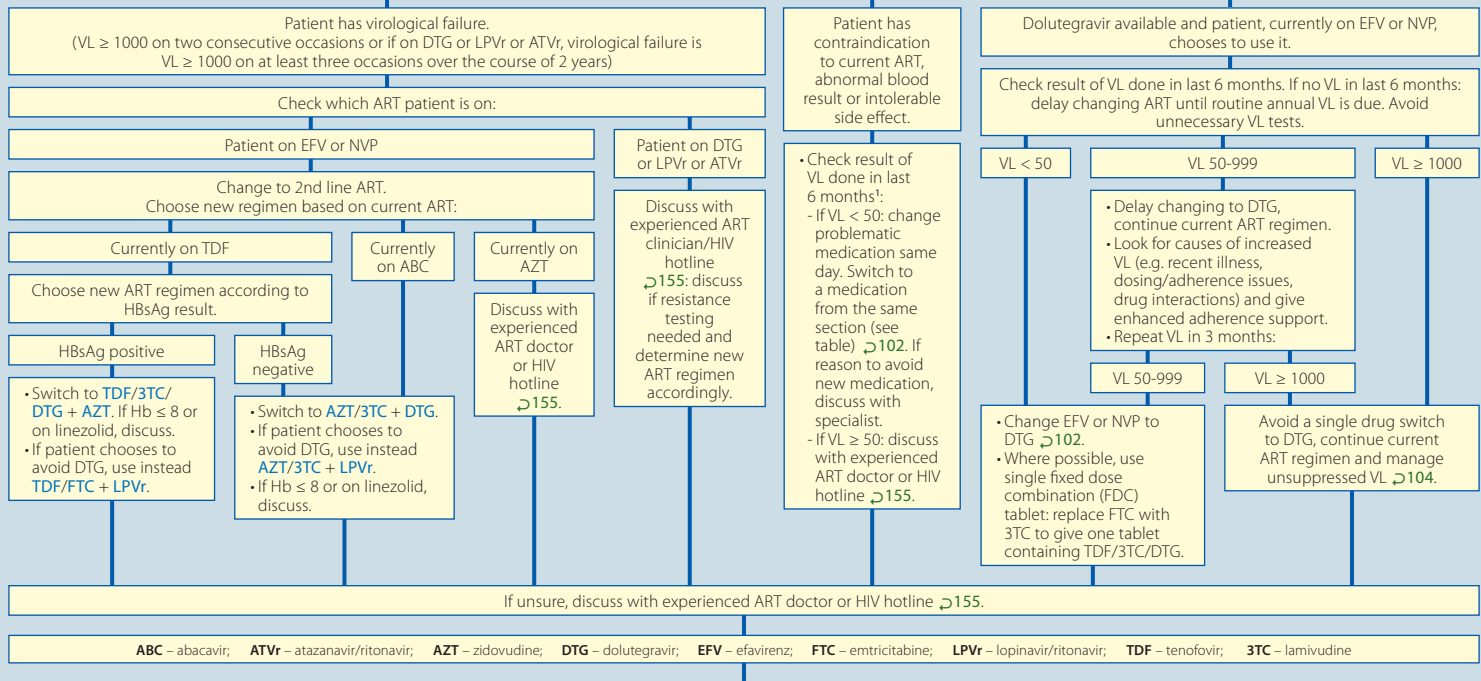 Patient has virological failure.
(VL ≥ 1000 on two consecutive occasions or if on DTG or LPVr or ATVr, virological failure is
VL ≥ 1000 on at least three occasions over the course of 2 years)
Check which ART patient is on:
Patient on EFV or NVP
Change to 2nd line ART.
Choose new regimen based on current ART:
Currently on TDF
Choose new ART regimen according to
HBsAg result.
HBsAg positive
• Switch to TDF/3TC/
DTG + AZT. If Hb ≤ 8 or
on linezolid, discuss.
• If patient chooses to
avoid DTG, use instead
TDF/FTC + LPVr.
HBsAg
negative
Currently
on ABC
• Switch to AZT/3TC + DTG.
• If patient chooses to
avoid DTG, use instead
AZT/3TC + LPVr.
• If Hb ≤ 8 or on linezolid,
discuss.
Currently on
AZT
Discuss with
experienced
ART doctor
or HIV
hotline
⮌155.
Patient on DTG
or LPVr or ATVr
Discuss with
experienced ART
clinician/HIV
hotline
⮌155: discuss
if resistance
testing
needed and
determine new
ART regimen
accordingly.
Patient has
contraindication
to current ART,
abnormal blood
result or intolerable
side effect.
• Check result of
VL done in last
6 months¹:
- If VL < 50: change
problematic
medication same
day. Switch to
a medication
from the same
section (see
table) ⮌102. If
reason to avoid
new medication,
discuss with
specialist.
- If VL ≥ 50: discuss
with experienced
ART doctor or HIV
hotline ⮌155.
Dolutegravir available and patient, currently on EFV or NVP,
chooses to use it.
Check result of VL done in last 6 months. If no VL in last 6 months:
delay changing ART until routine annual VL is due. Avoid
unnecessary VL tests.
VL < 50
VL 50-999
VL ≥ 1000
• Delay changing to DTG,
continue current ART regimen.
• Look for causes of increased
VL (e.g. recent illness,
dosing/adherence issues,
drug interactions) and give
enhanced adherence support.
• Repeat VL in 3 months:
VL 50-999
VL ≥ 1000
• Change EFV or NVP to
DTG ⮌102.
• Where possible, use
single fixed dose
combination (FDC)
tablet: replace FTC with
3TC to give one tablet
containing TDF/3TC/DTG.
Avoid a single drug switch
to DTG, continue current
ART regimen and manage
unsuppressed VL ⮌104.
If unsure, discuss with experienced ART doctor or HIV hotline ⮌155.
ABC – abacavir; ATVr – atazanavir/ritonavir; AZT – zidovudine; DTG – dolutegravir; EFV – efavirenz; FTC – emtricitabine; LPVr – lopinavir/ritonavir; TDF – tenofovir; 3TC – lamivudine